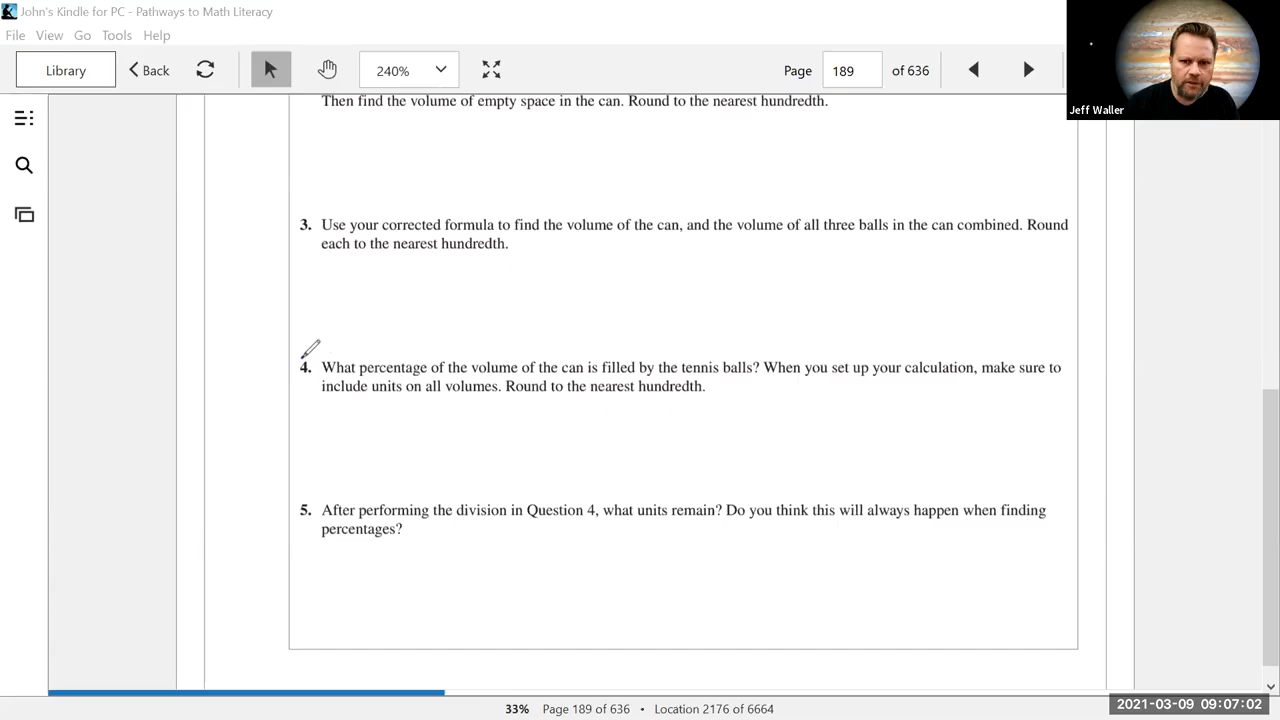 John's Kindle for PC - Pathways to Math Literacy
File View Go Tools Help
Library
Back
240%
Page 189 of 636
Jeff Waller
Then find the volume of empty space in the can. Round to the nearest hundredth.
3. Use your corrected formula to find the volume of the can, and the volume of all three balls in the can combined. Round
each to the nearest hundredth.
4. What percentage of the volume of the can is filled by the tennis balls? When you set up your calculation, make sure to
include units on all volumes. Round to the nearest hundredth.
5. After performing the division in Question 4, what units remain? Do you think this will always happen when finding
percentages?
33% Page 189 of 636 • Location 2176 of 6664
2021-03-09 09:07:02